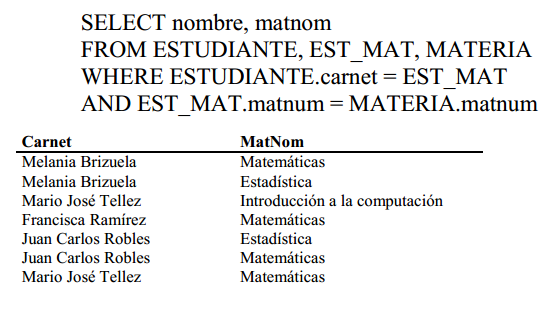 SELECT nombre, matnom
FROM ESTUDIANTE, EST_MAT, MATERIA
WHERE ESTUDIANTE.carnet = EST_MAT
AND EST_MAT.matnum = MATERIA.matnum
Carnet MatNom
Melania Brizuela Matemáticas
Melania Brizuela Estadística
Mario José Tellez Introducción a la computación
Francisca Ramírez Matemáticas
Juan Carlos Robles Estadística
Juan Carlos Robles Matemáticas
Mario José Tellez Matemáticas